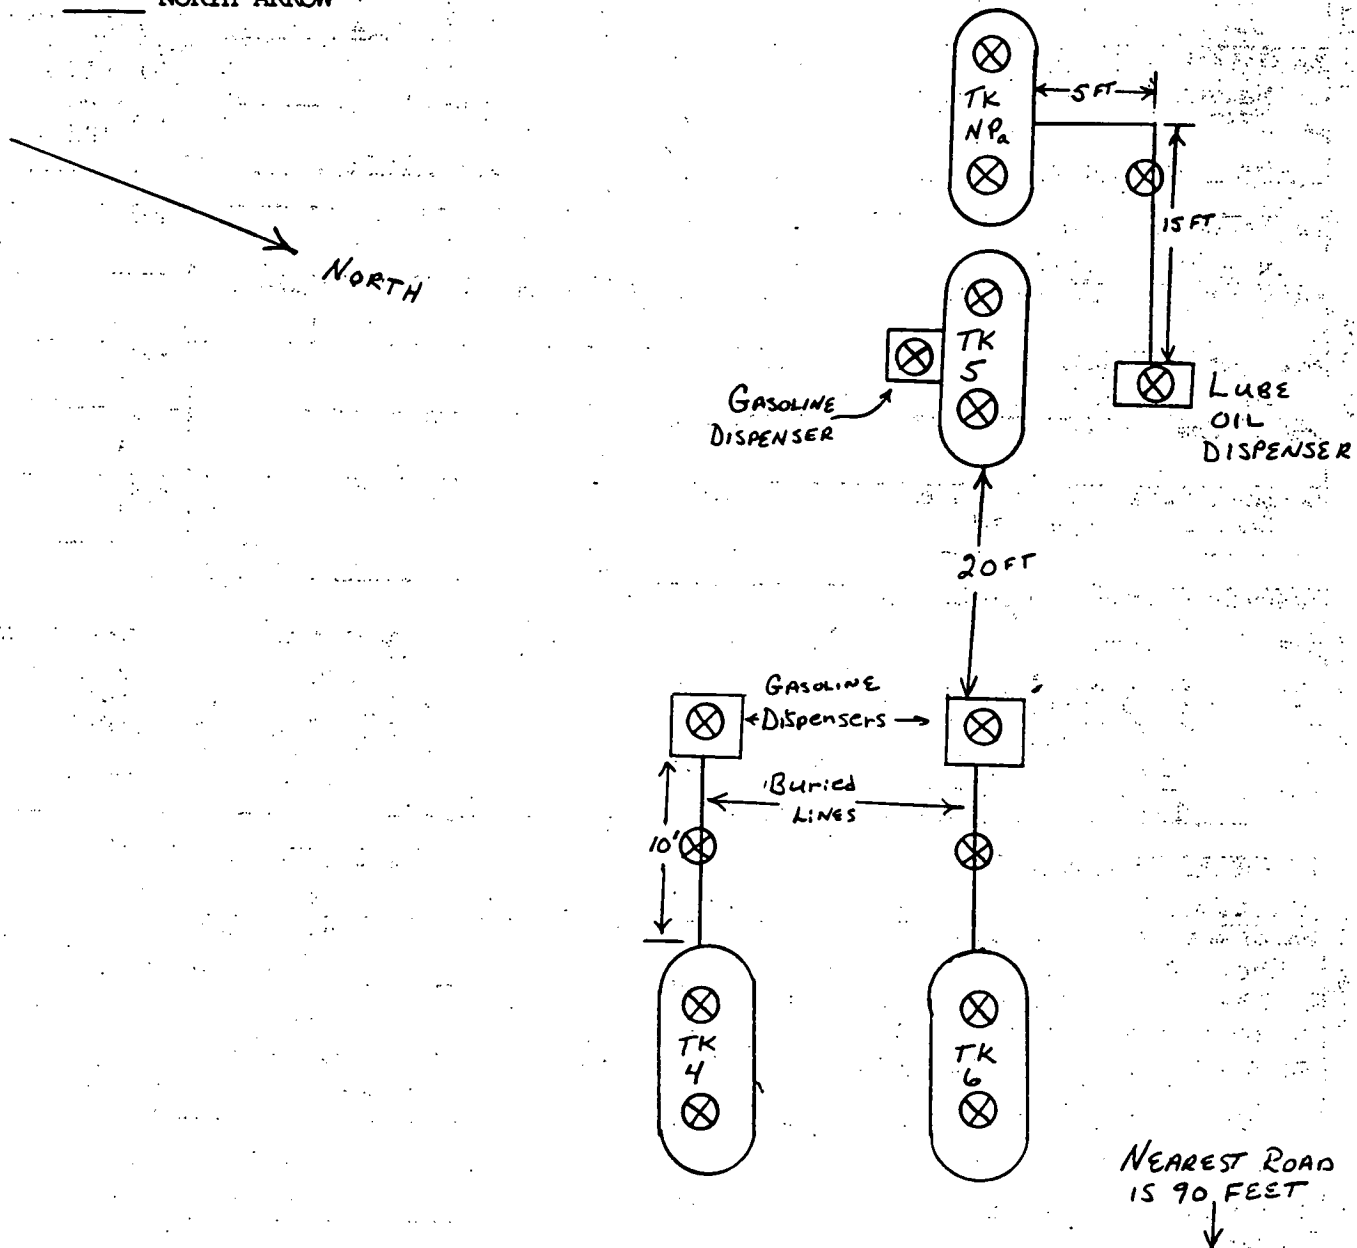 NORTH ARROW
TK
NPa
5 FT
15 FT
NORTH
TK
5
GASOLINE
DISPENSER
LUBE
OIL
DISPENSER
20 FT
GASOLINE
Dispensers
Buried
LINES
10'
TK
4
TK
6
NEAREST ROAD
IS 90 FEET